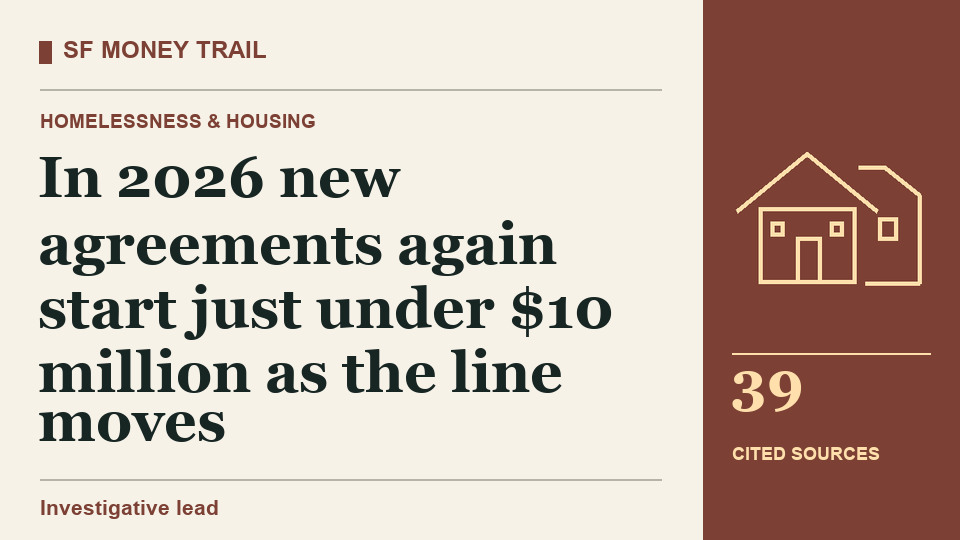 SF MONEY TRAIL
HOMELESSNESS & HOUSING
In 2026 new
agreements again
start just under $10
million as the line
moves
Investigative lead
39
CITED SOURCES